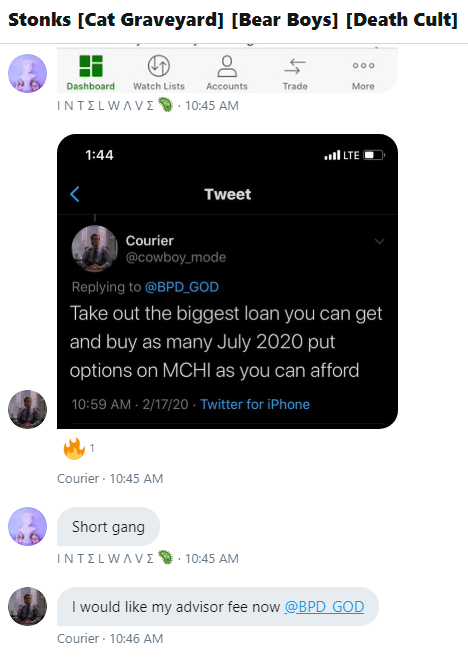 Stonks [Cat Graveyard] [Bear Boys] [Death Cult]
Dashboard Watch Lists Accounts Trade More
I N T Σ L W Λ V Σ 🦠 · 10:45 AM
1:44 LTE
Tweet
Courier
@cowboy_mode
Replying to @BPD_GOD
Take out the biggest loan you can get
and buy as many July 2020 put
options on MCHI as you can afford
10:59 AM · 2/17/20 · Twitter for iPhone
🔥 1
Courier · 10:45 AM
Short gang
I N T Σ L W Λ V Σ 🦠 · 10:45 AM
I would like my advisor fee now @BPD_GOD
Courier · 10:46 AM